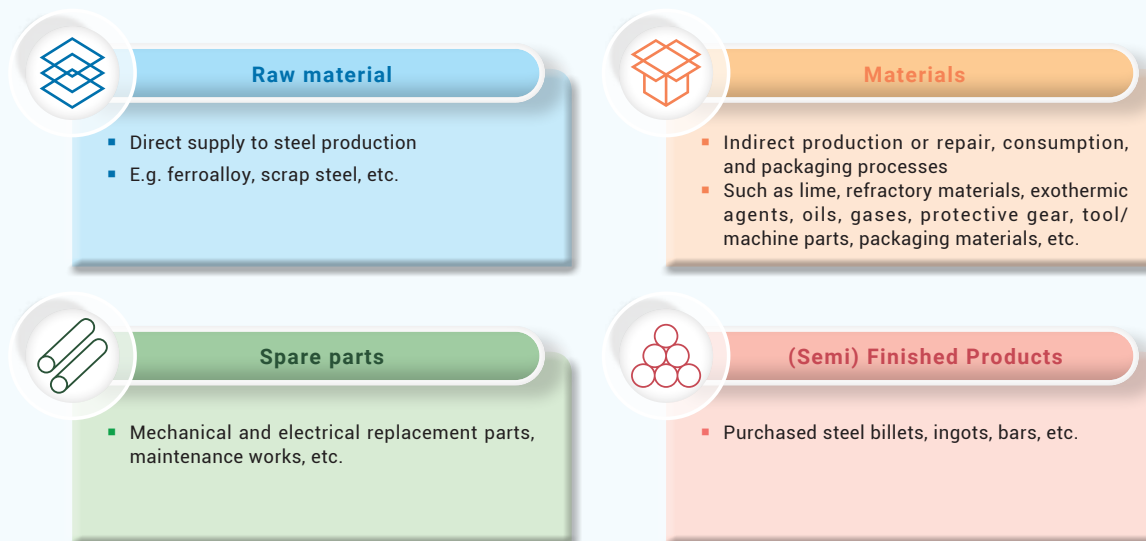 Raw material
Direct supply to steel production
E.g. ferroalloy, scrap steel, etc.
Materials
Indirect production or repair, consumption,
and packaging processes
Such as lime, refractory materials, exothermic
agents, oils, gases, protective gear, tool/
machine parts, packaging materials, etc.
Spare parts
Mechanical and electrical replacement parts,
maintenance works, etc.
(Semi) Finished Products
Purchased steel billets, ingots, bars, etc.